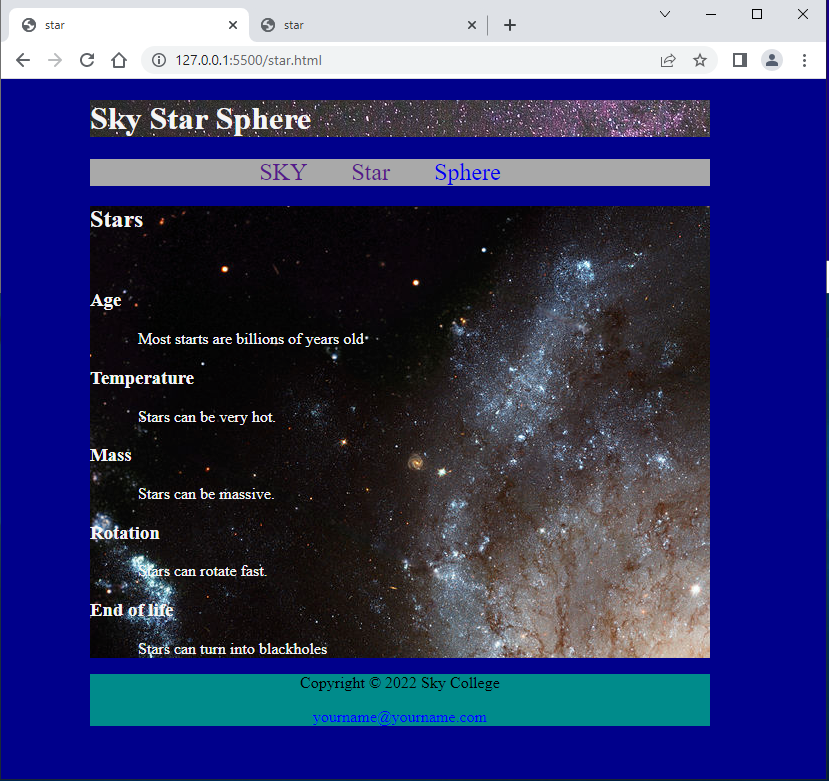 star
star
127.0.0.1:5500/star.html
Sky Star Sphere
SKY Star Sphere
Stars
Age
Most starts are billions of years old
Temperature
Stars can be very hot.
Mass
Stars can be massive.
Rotation
Stars can rotate fast.
End of life
Stars can turn into blackholes
Copyright © 2022 Sky College
yourname@yourname.com